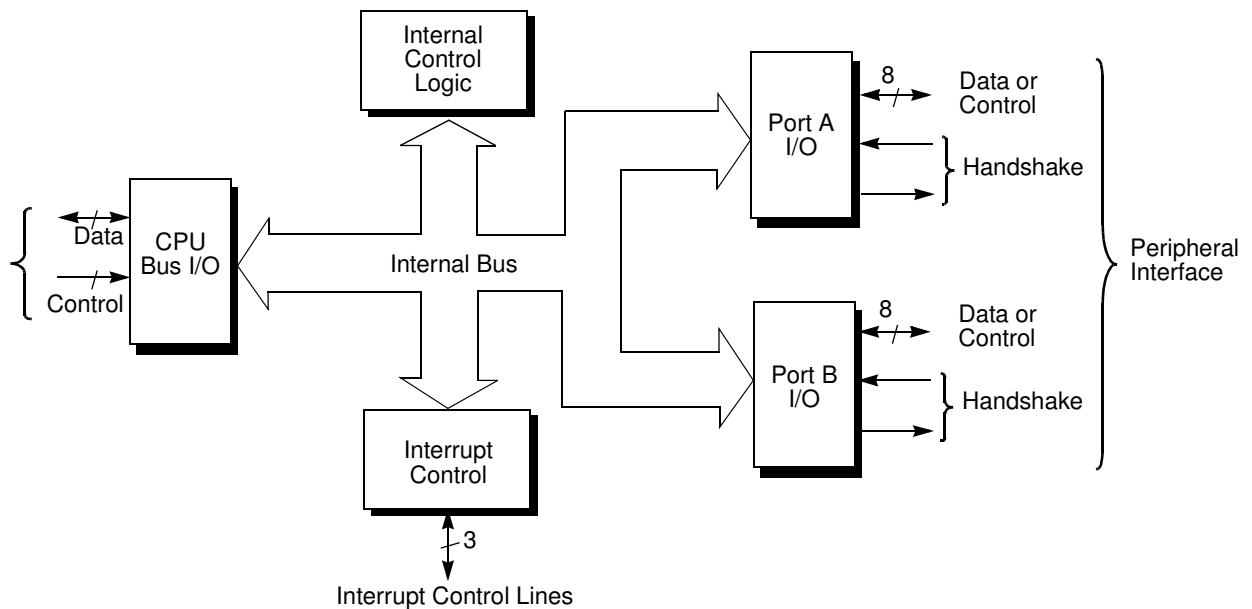 Internal
Control
Logic
8
Data or
Control
Port A
I/O
Handshake
Data
CPU
Bus I/O
Control
Internal Bus
Peripheral
Interface
8
Data or
Control
Port B
I/O
Handshake
Interrupt
Control
3
Interrupt Control Lines